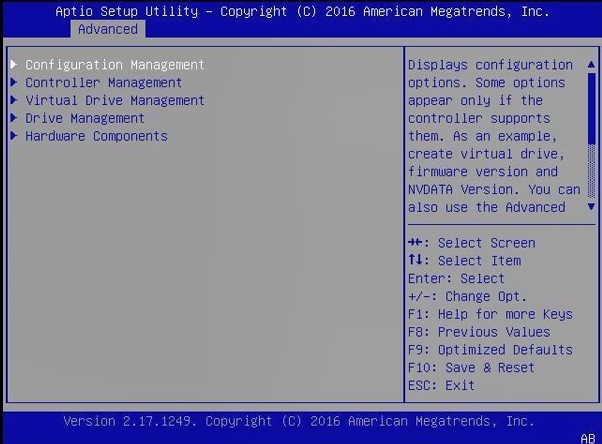 Aptio Setup Utility – Copyright (C) 2016 American Megatrends, Inc.
Advanced
Configuration Management
Controller Management
Virtual Drive Management
Drive Management
Hardware Components
Displays configuration
options. Some options
appear only if the
controller supports
them. As an example,
create virtual drive,
firmware version and
NVDATA Version. You can
also use the Advanced
→←: Select Screen
↑↓: Select Item
Enter: Select
+/-: Change Opt.
F1: Help for more Keys
F8: Previous Values
F9: Optimized Defaults
F10: Save & Reset
ESC: Exit
Version 2.17.1249. Copyright (C) 2016 American Megatrends, Inc.
AB